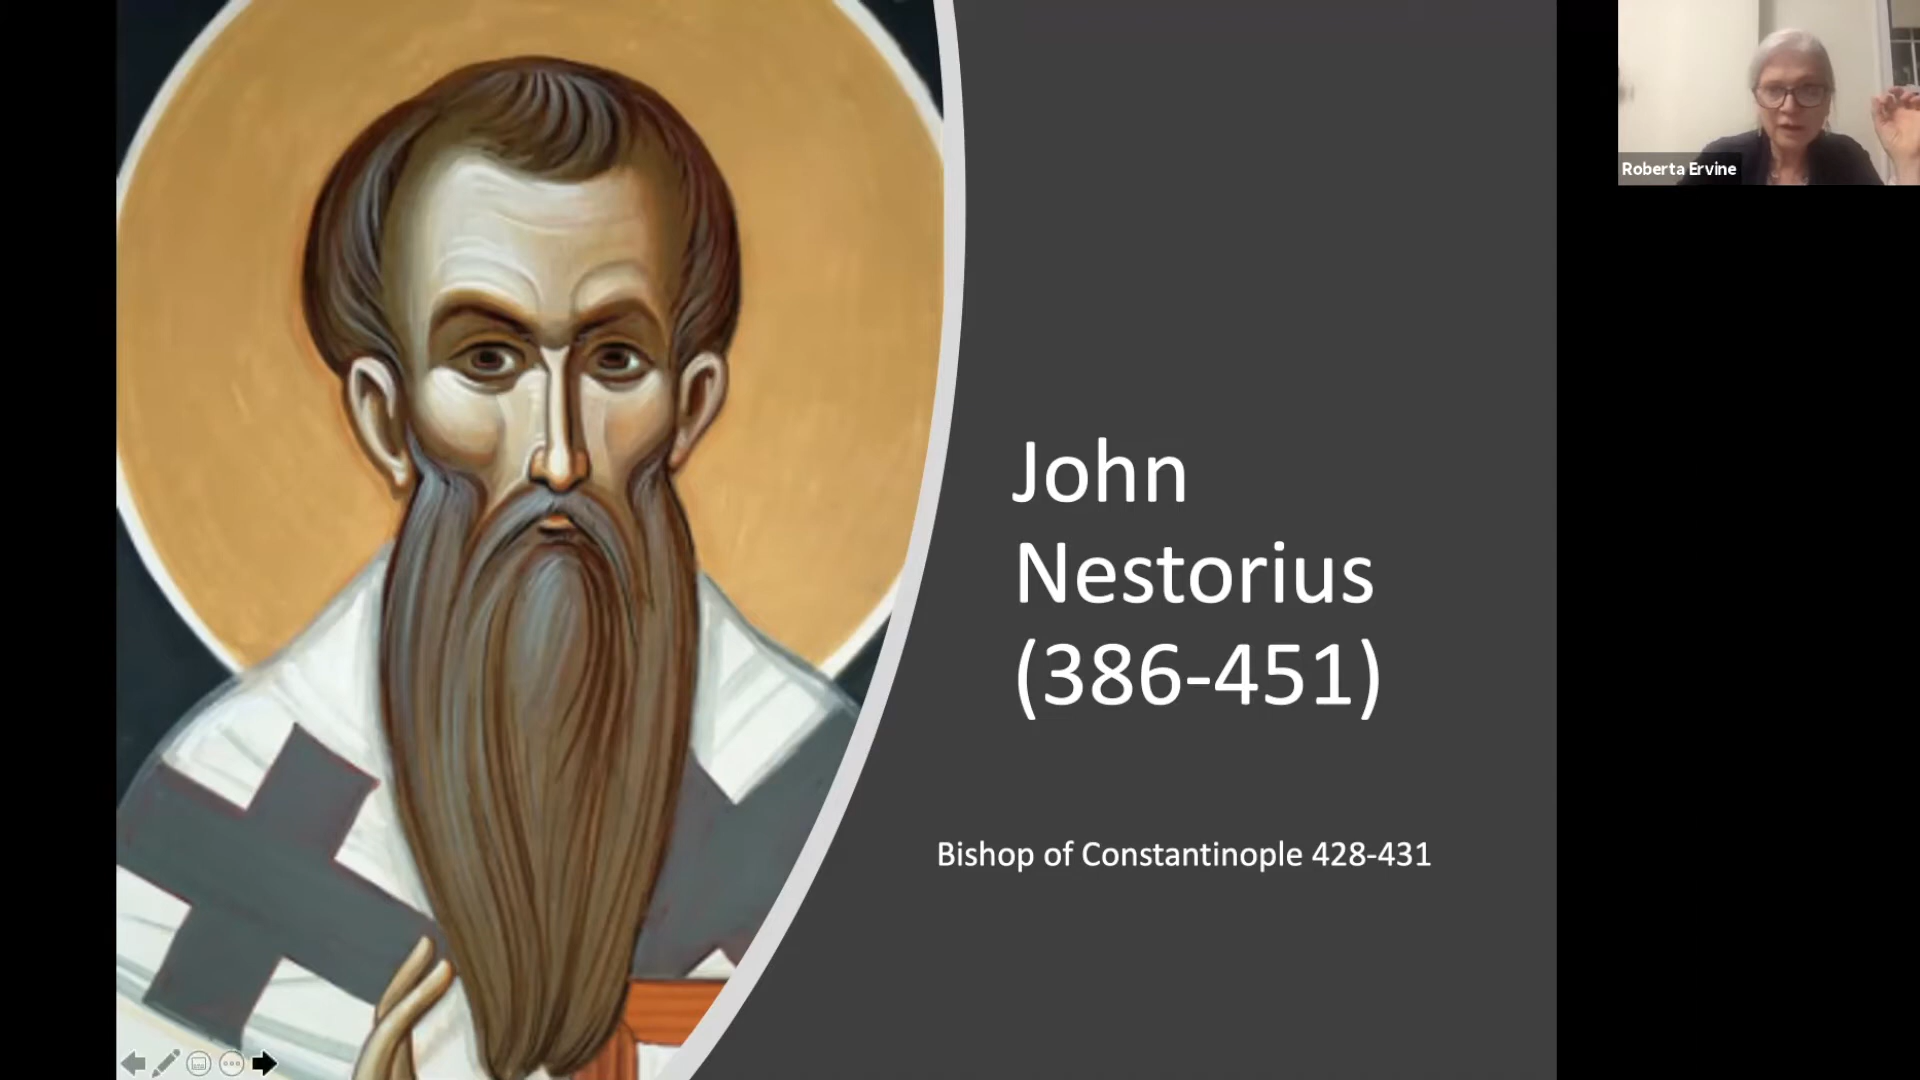 John
Nestorius
(386-451)
Bishop of Constantinople 428-431
Roberta Ervine